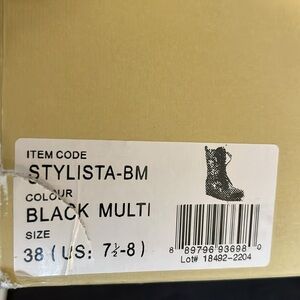 ITEM CODE
STYLISTA-BM
COLOUR
BLACK MULTI
SIZE
38 ( US: 7½-8 )
8 89796 93698 0
Lot# 18492-2204